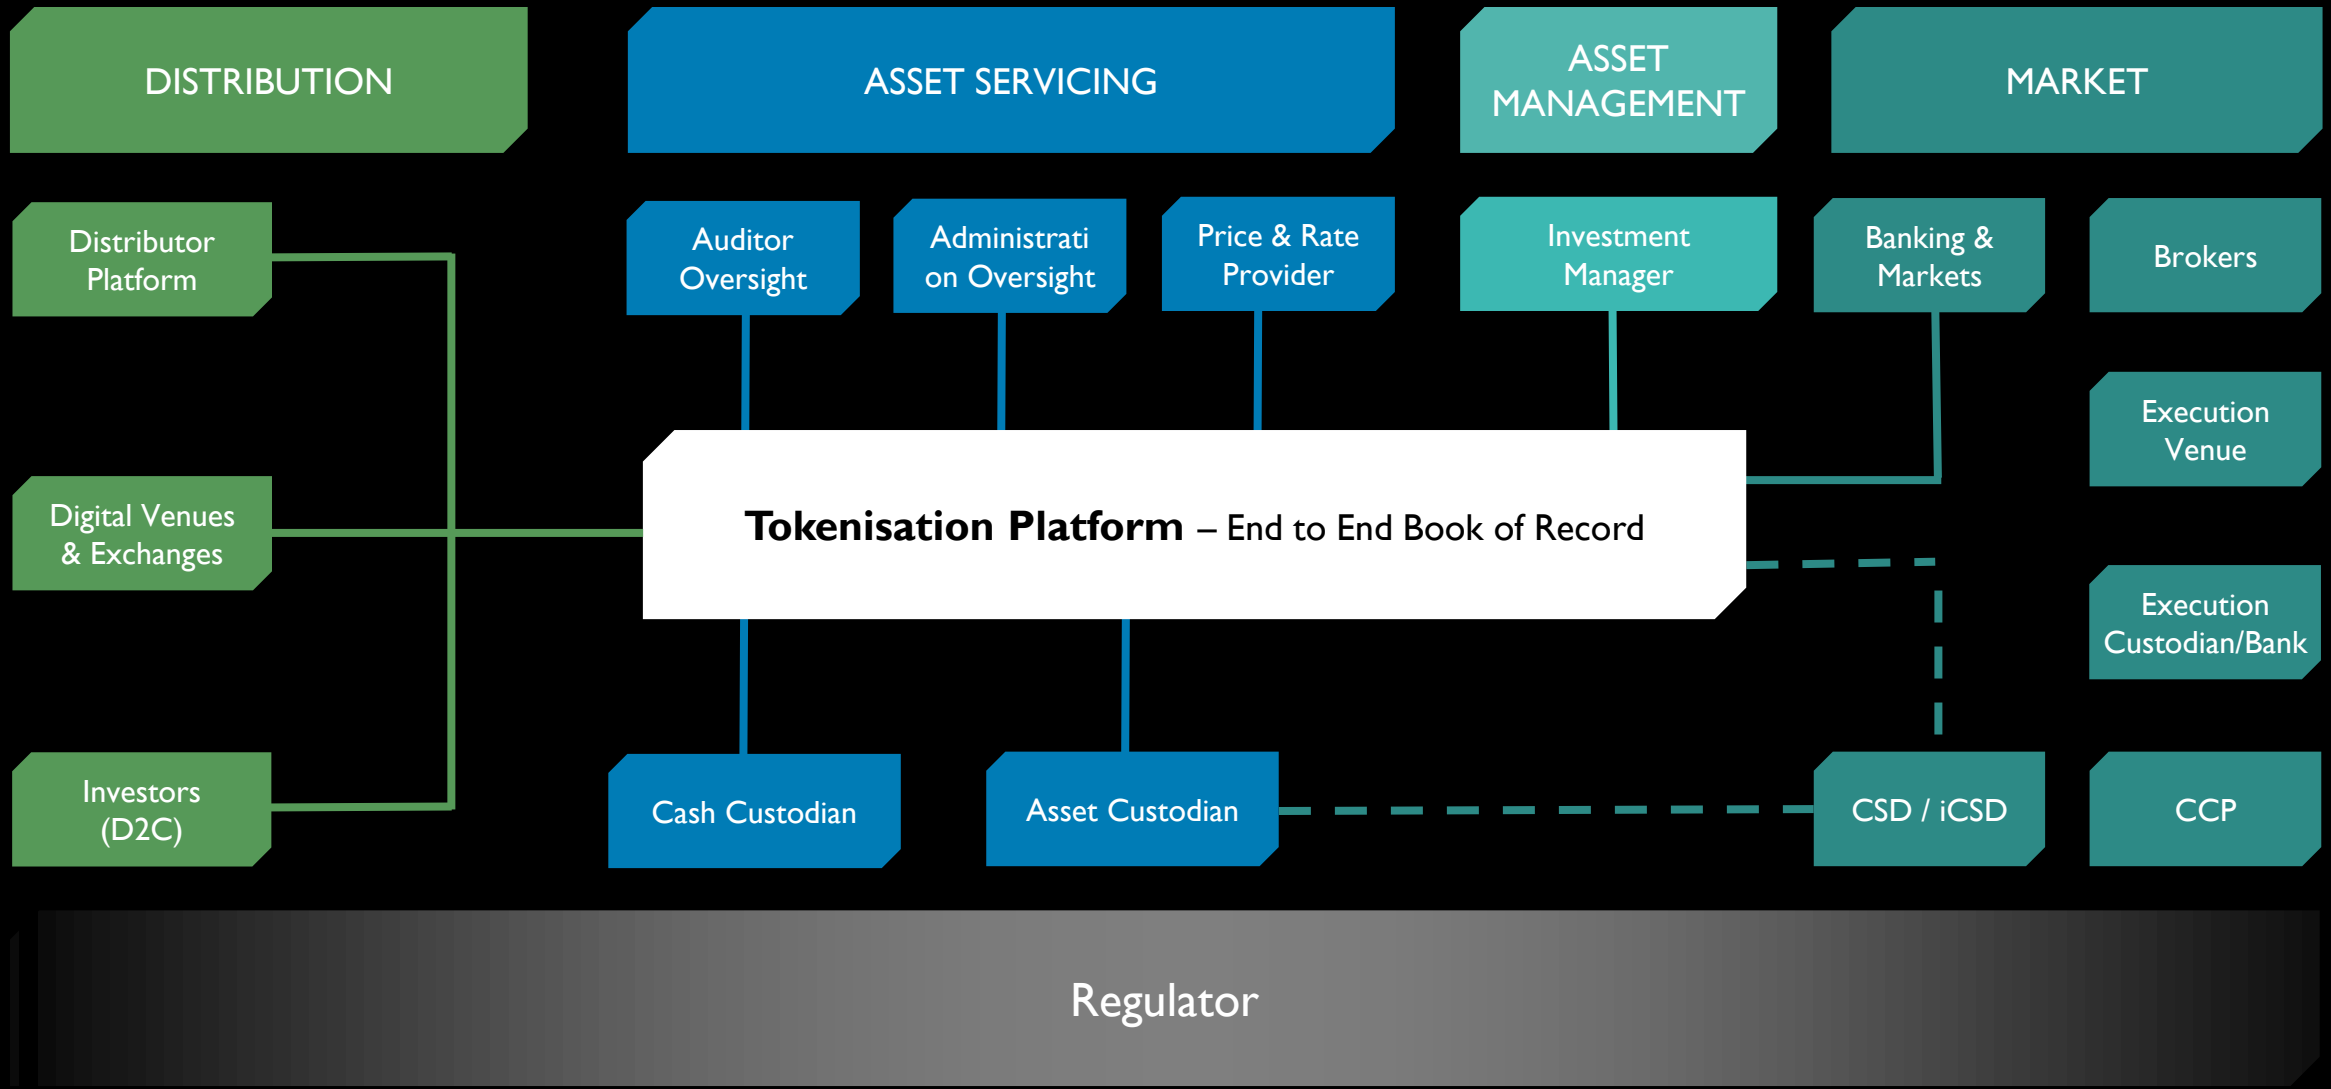 DISTRIBUTION
ASSET SERVICING
ASSET
MANAGEMENT
MARKET
Distributor
Platform
Auditor
Oversight
Administrati
on Oversight
Price & Rate
Provider
Investment
Manager
Banking &
Markets
Brokers
Execution
Venue
Digital Venues
& Exchanges
Tokenisation Platform – End to End Book of Record
Execution
Custodian/Bank
Investors
(D2C)
Cash Custodian
Asset Custodian
CSD / iCSD
CCP
Regulator